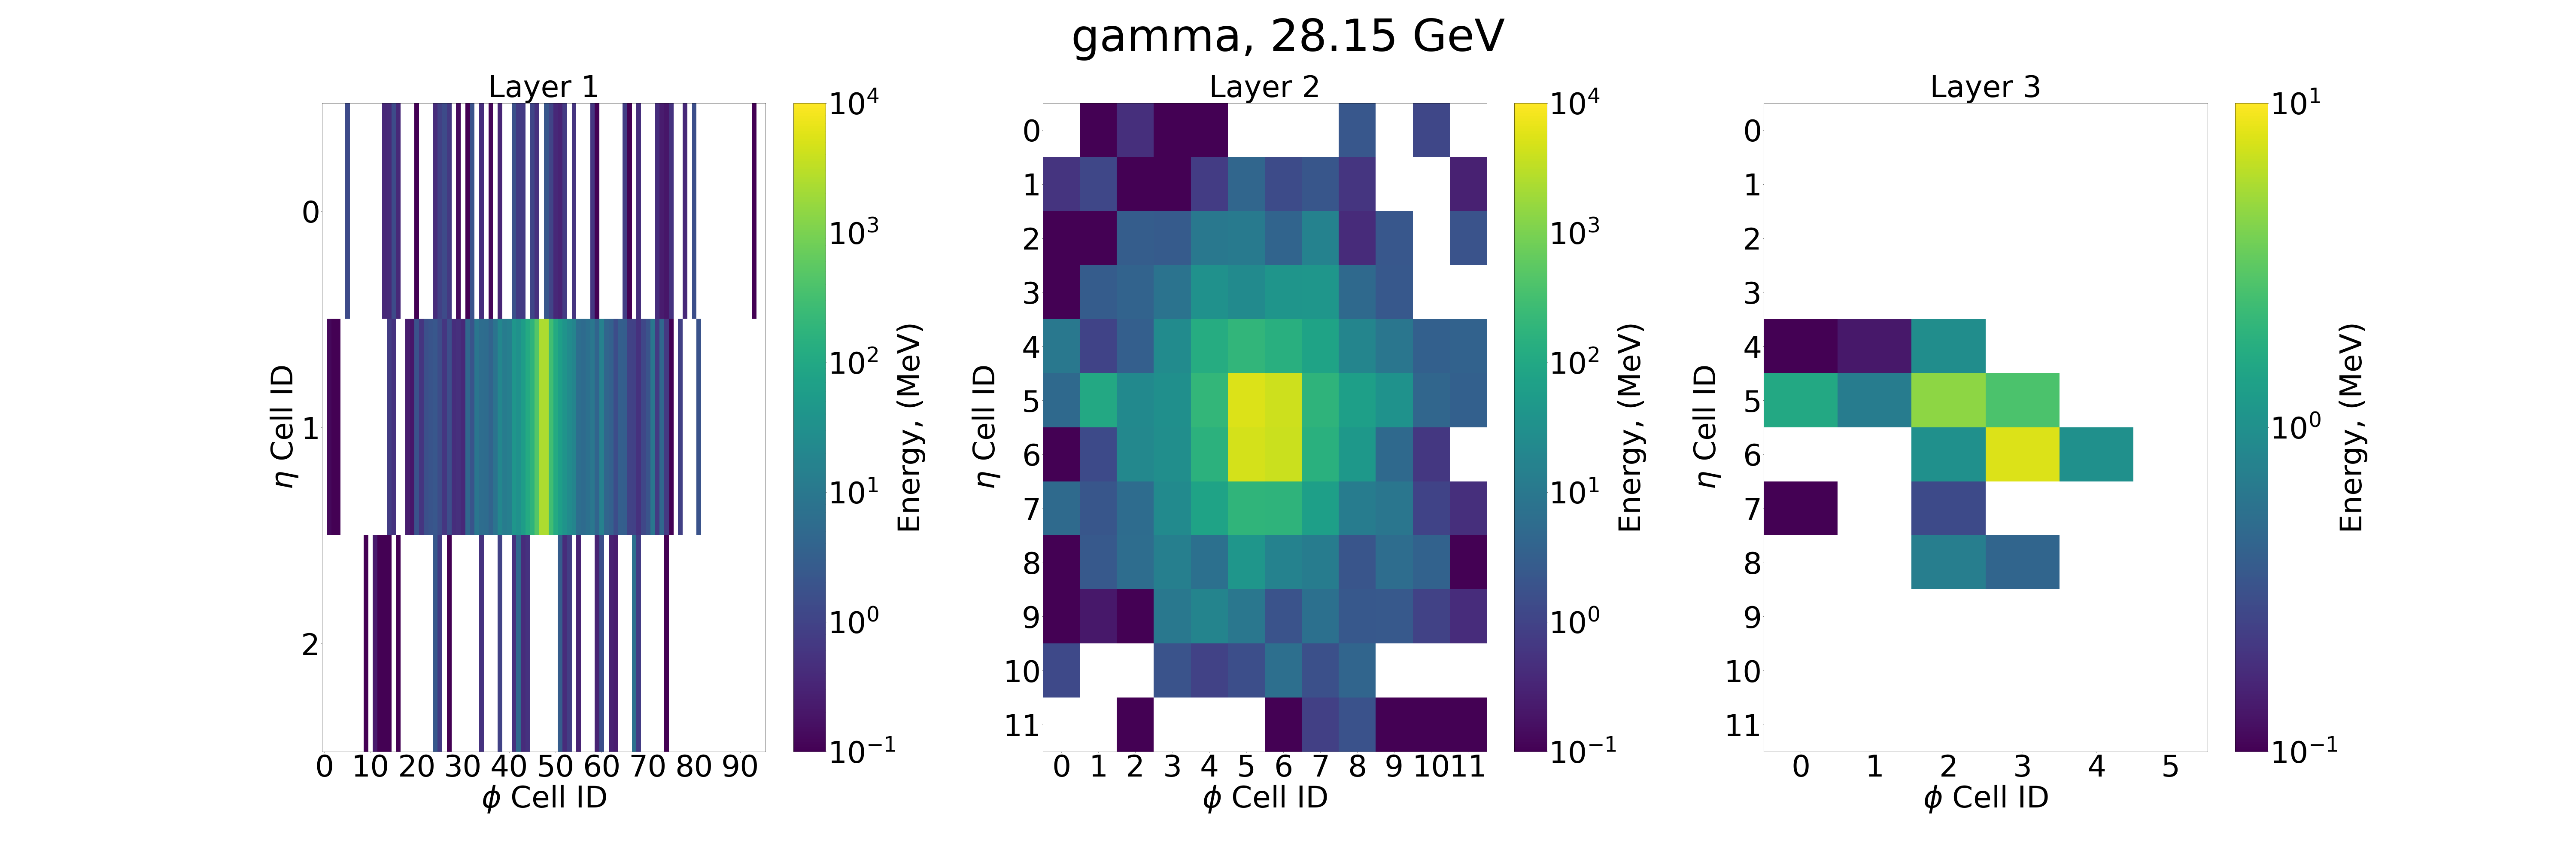 gamma, 28.15 GeV
Layer 1
η Cell ID
0
1
2
0 10 20 30 40 50 60 70 80 90
ϕ Cell ID
10⁴
10³
10²
10¹
10⁰
10⁻¹
Energy, (MeV)
Layer 2
η Cell ID
0
1
2
3
4
5
6
7
8
9
10
11
0 1 2 3 4 5 6 7 8 9 10 11
ϕ Cell ID
10⁴
10³
10²
10¹
10⁰
10⁻¹
Energy, (MeV)
Layer 3
η Cell ID
0
1
2
3
4
5
6
7
8
9
10
11
0 1 2 3 4 5
ϕ Cell ID
10¹
10⁰
10⁻¹
Energy, (MeV)